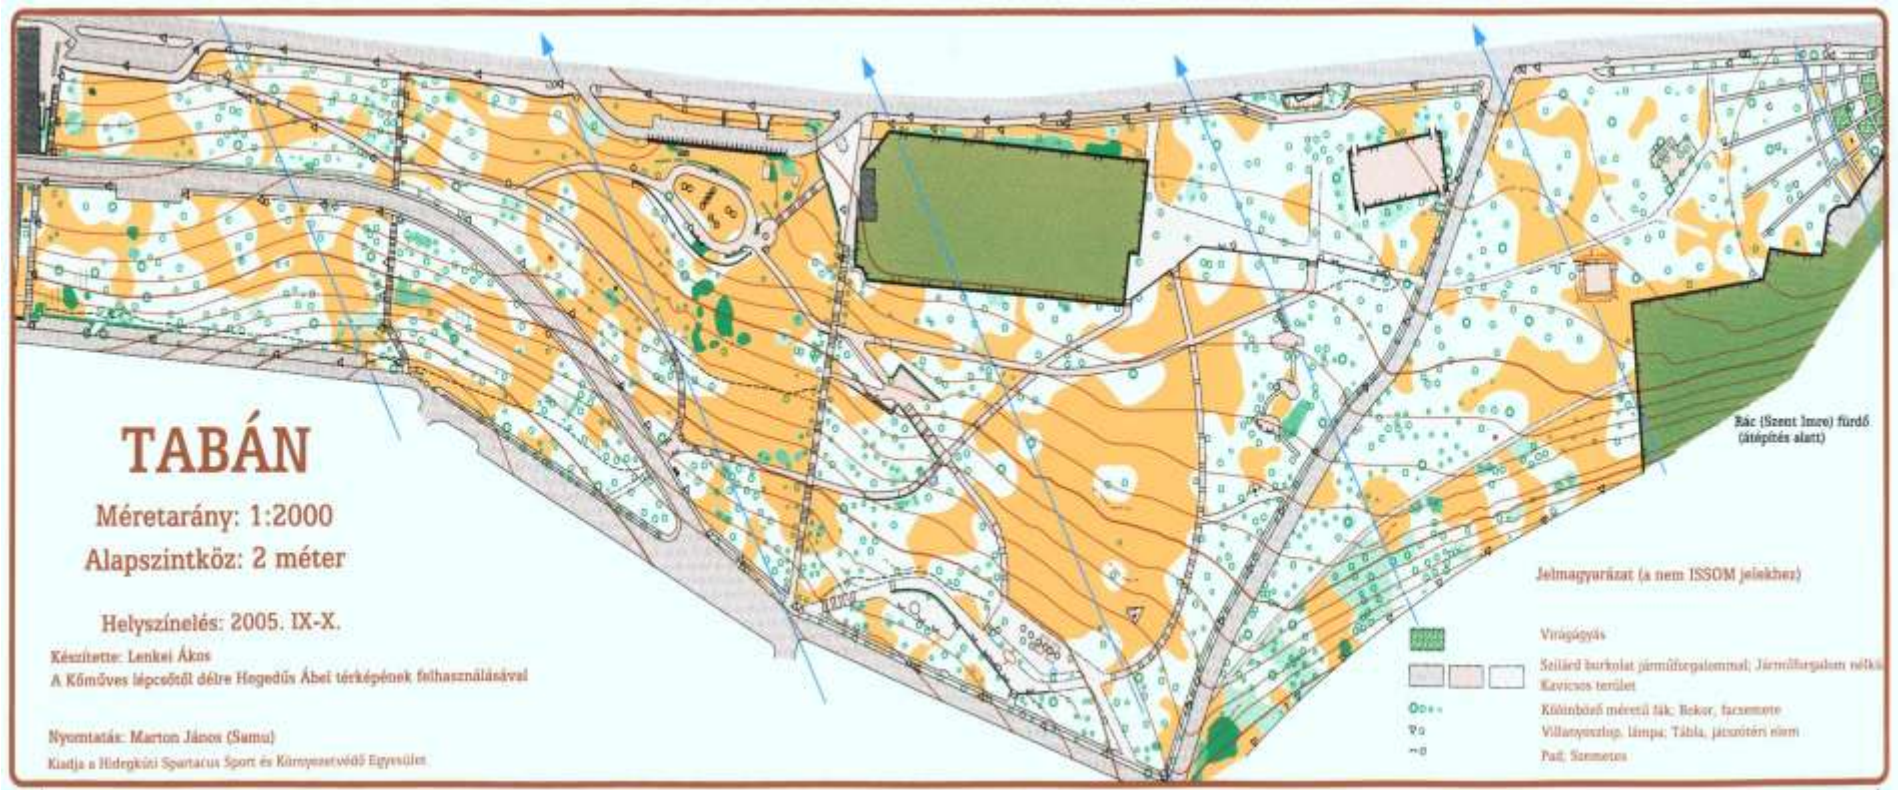 TABÁN
Méretarány: 1:2000
Alapszintköz: 2 méter
Helyszínelés: 2005. IX-X.
Készítette: Lenkei Ákos
A Kőműves lépcsőtől délre Hegedűs Ábel térképének felhasználásával
Nyomtatás: Marton János (Samu)
Kiadja a Hidegkúti Spartacus Sport és Környezetvédő Egyesület
Rác (Szent Imre) fürdő
(átépítés alatt)
Jelmagyarázat (a nem ISSOM jelekhez)
Virágágyás
Szilárd burkolat járműforgalommal; Járműforgalom nélkü
Kavicsos terület
Különböző méretű fák; Bokor, facsemete
Villanyoszlop, lámpa; Tábla, játszótéri elem
Pad; Szemetes